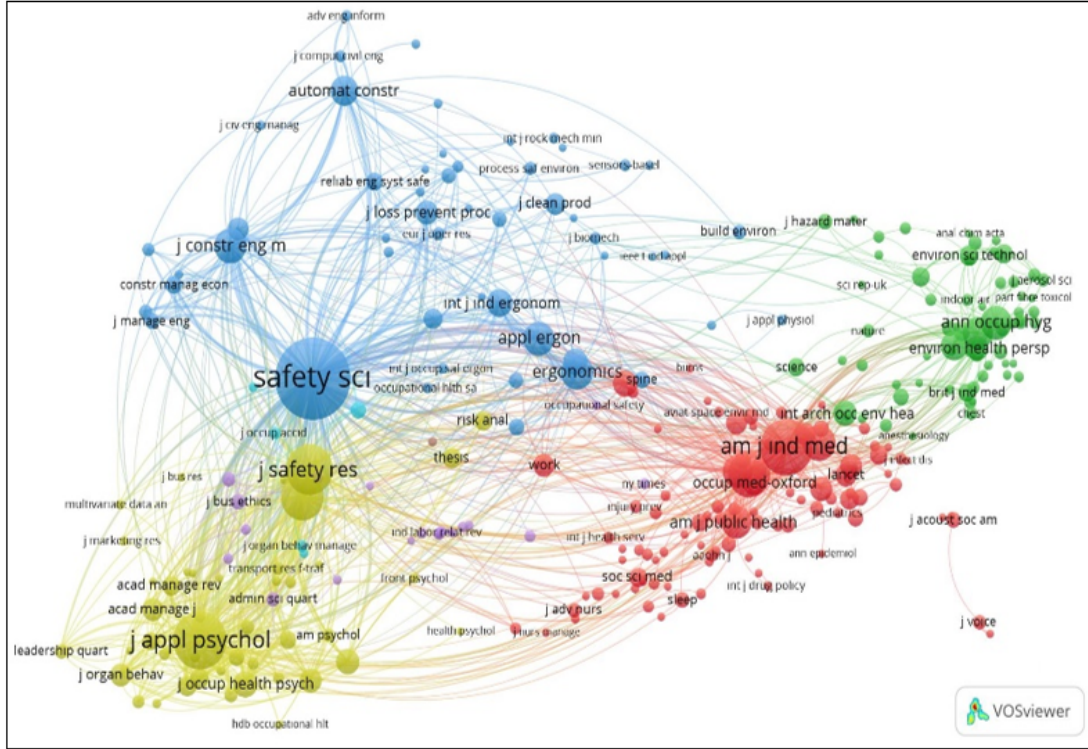 adv eng inform
j comput civil eng
automat constr
j civ eng manag
int j rock mech min
process saf environ
sensors-basel
reliab eng syst safe
j clean prod
j loss prevent proc
j hazard mater
eur j oper res
build environ
anal chim acta
j constr eng m
j biomech
environ sci technol
ieee t ind appl
j aerosol sci
constr manag econ
sci rep-uk
indoor air
part fibre toxicol
int j ind ergonom
j manage eng
j appl physiol
ann occup hyg
nature
appl ergon
environ health persp
int j occup saf ergon
ergonomics
burns
science
safety sci
spine
occupational hlth sa
brit j ind med
occupational safety
chest
risk anal
aviat space envir md
int arch occ env hea
j occup accid
anesthesiology
am j ind med
thesis
work
j infect dis
j safety res
lancet
j bus res
occup med-oxford
ny times
j bus ethics
multivariate data an
injury prev
pediatrics
am j public health
j acoust soc am
ind labor relat rev
j marketing res
int j health serv
j organ behav manage
aaohn j
ann epidemiol
transport res f-traf
front psychol
soc sci med
acad manage rev
int j drug policy
admin sci quart
sleep
acad manage j
j adv nurs
j voice
health psychol
j nurs manage
j appl psychol
am psychol
leadership quart
j organ behav
j occup health psych
hdb occupational hlt
VOSviewer